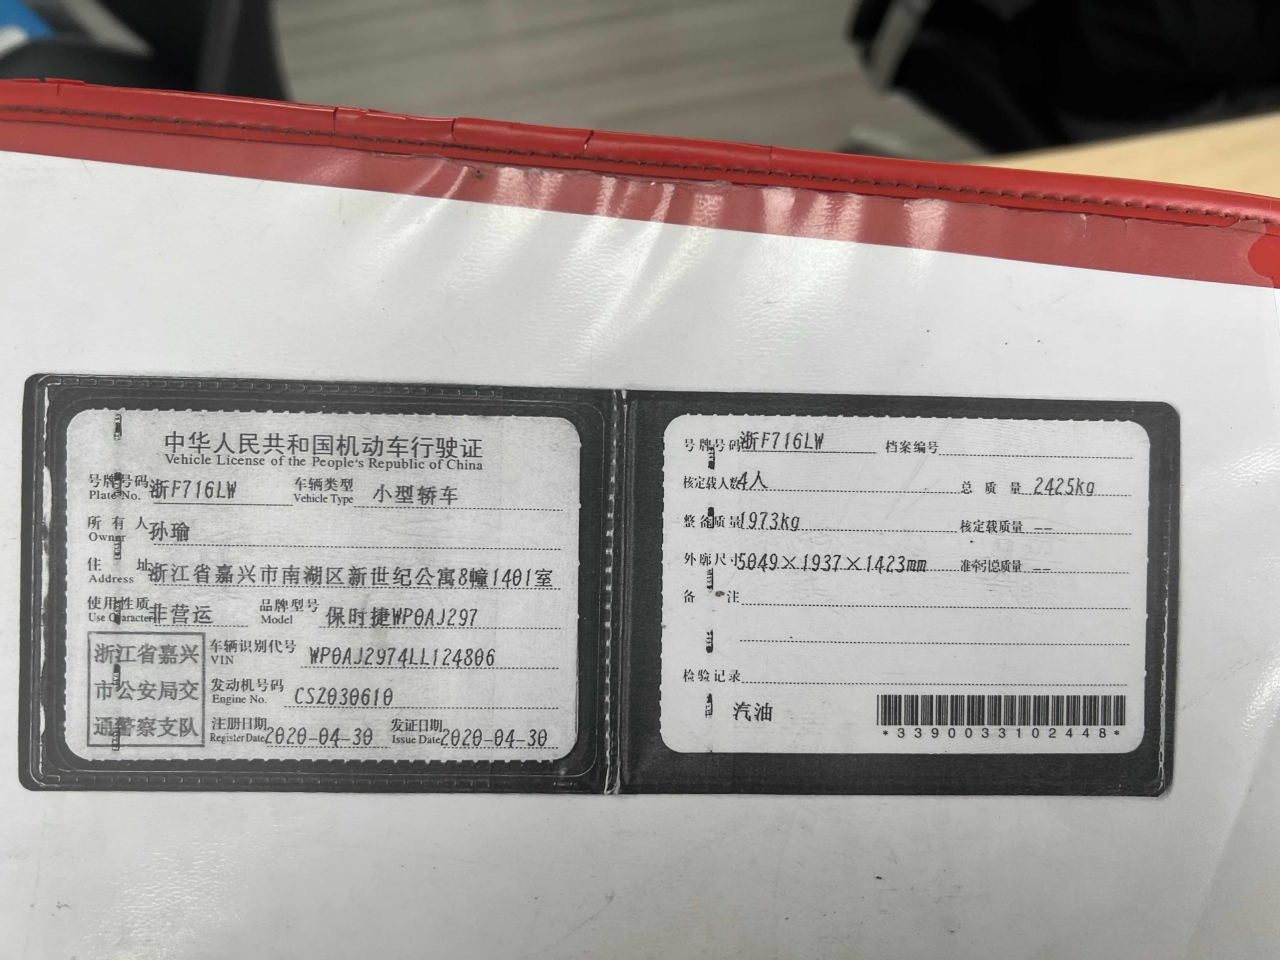 中华人民共和国机动车行驶证
Vehicle License of the People's Republic of China
号牌号码 浙F716LW 车辆类型 小型轿车
Plate No. Vehicle Type
所有人 孙瑜
Owner
住址 浙江省嘉兴市南湖区新世纪公寓8幢1401室
Address
使用性质 非营运 品牌型号 保时捷WP0AJ297
Use Character Model
浙江省嘉兴
市公安局交
通警察支队
车辆识别代号 WP0AJ2974LL124806
VIN
发动机号码 CSZ030610
Engine No.
注册日期 2020-04-30 发证日期 2020-04-30
Register Date Issue Date
号牌号码 浙F716LW 档案编号
核定载人数 4人 总质量 2425kg
整备质量 1973kg 核定载质量 --
外廓尺寸 5049×1937×1423mm 准牵引总质量 --
备注
检验记录
汽油
*3390033102448*